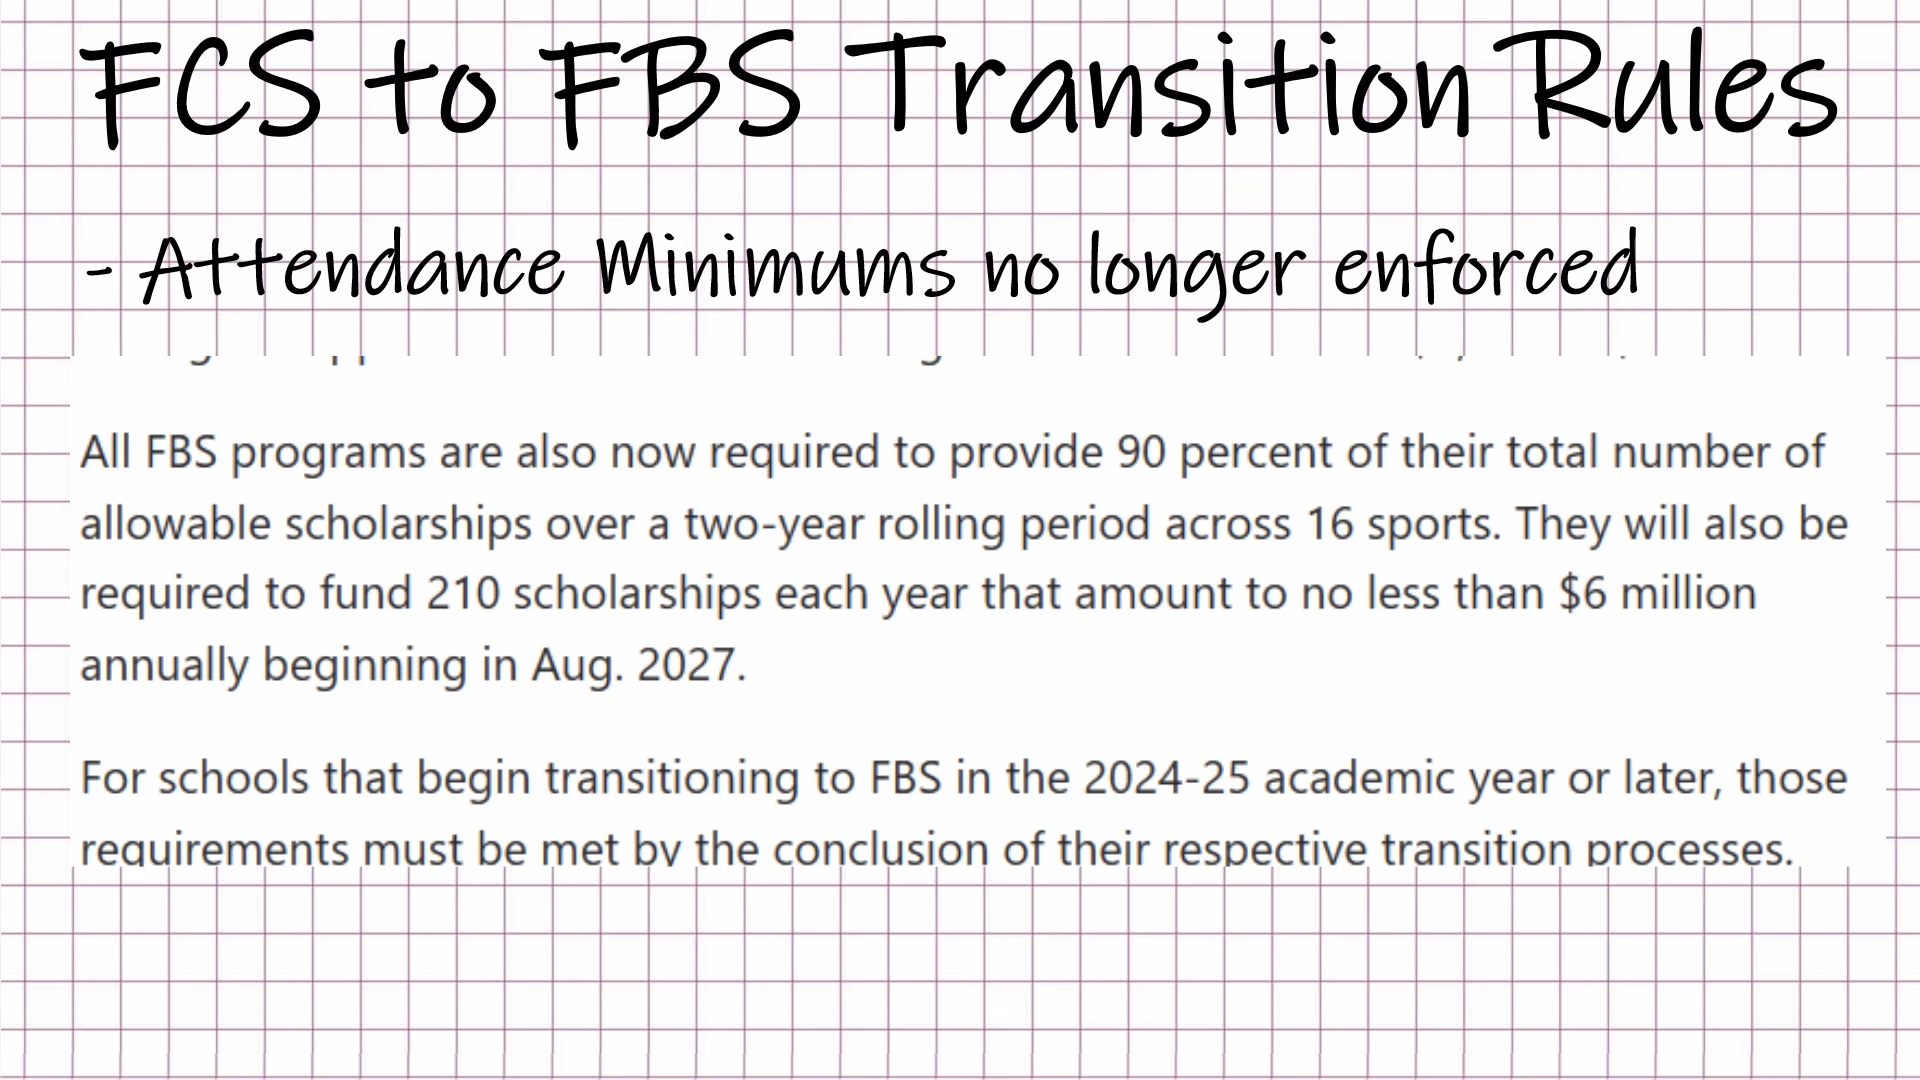 FCS to FBS Transition Rules
- Attendance Minimums no longer enforced
All FBS programs are also now required to provide 90 percent of their total number of
allowable scholarships over a two-year rolling period across 16 sports. They will also be
required to fund 210 scholarships each year that amount to no less than $6 million
annually beginning in Aug. 2027.
For schools that begin transitioning to FBS in the 2024-25 academic year or later, those
requirements must be met by the conclusion of their respective transition processes.